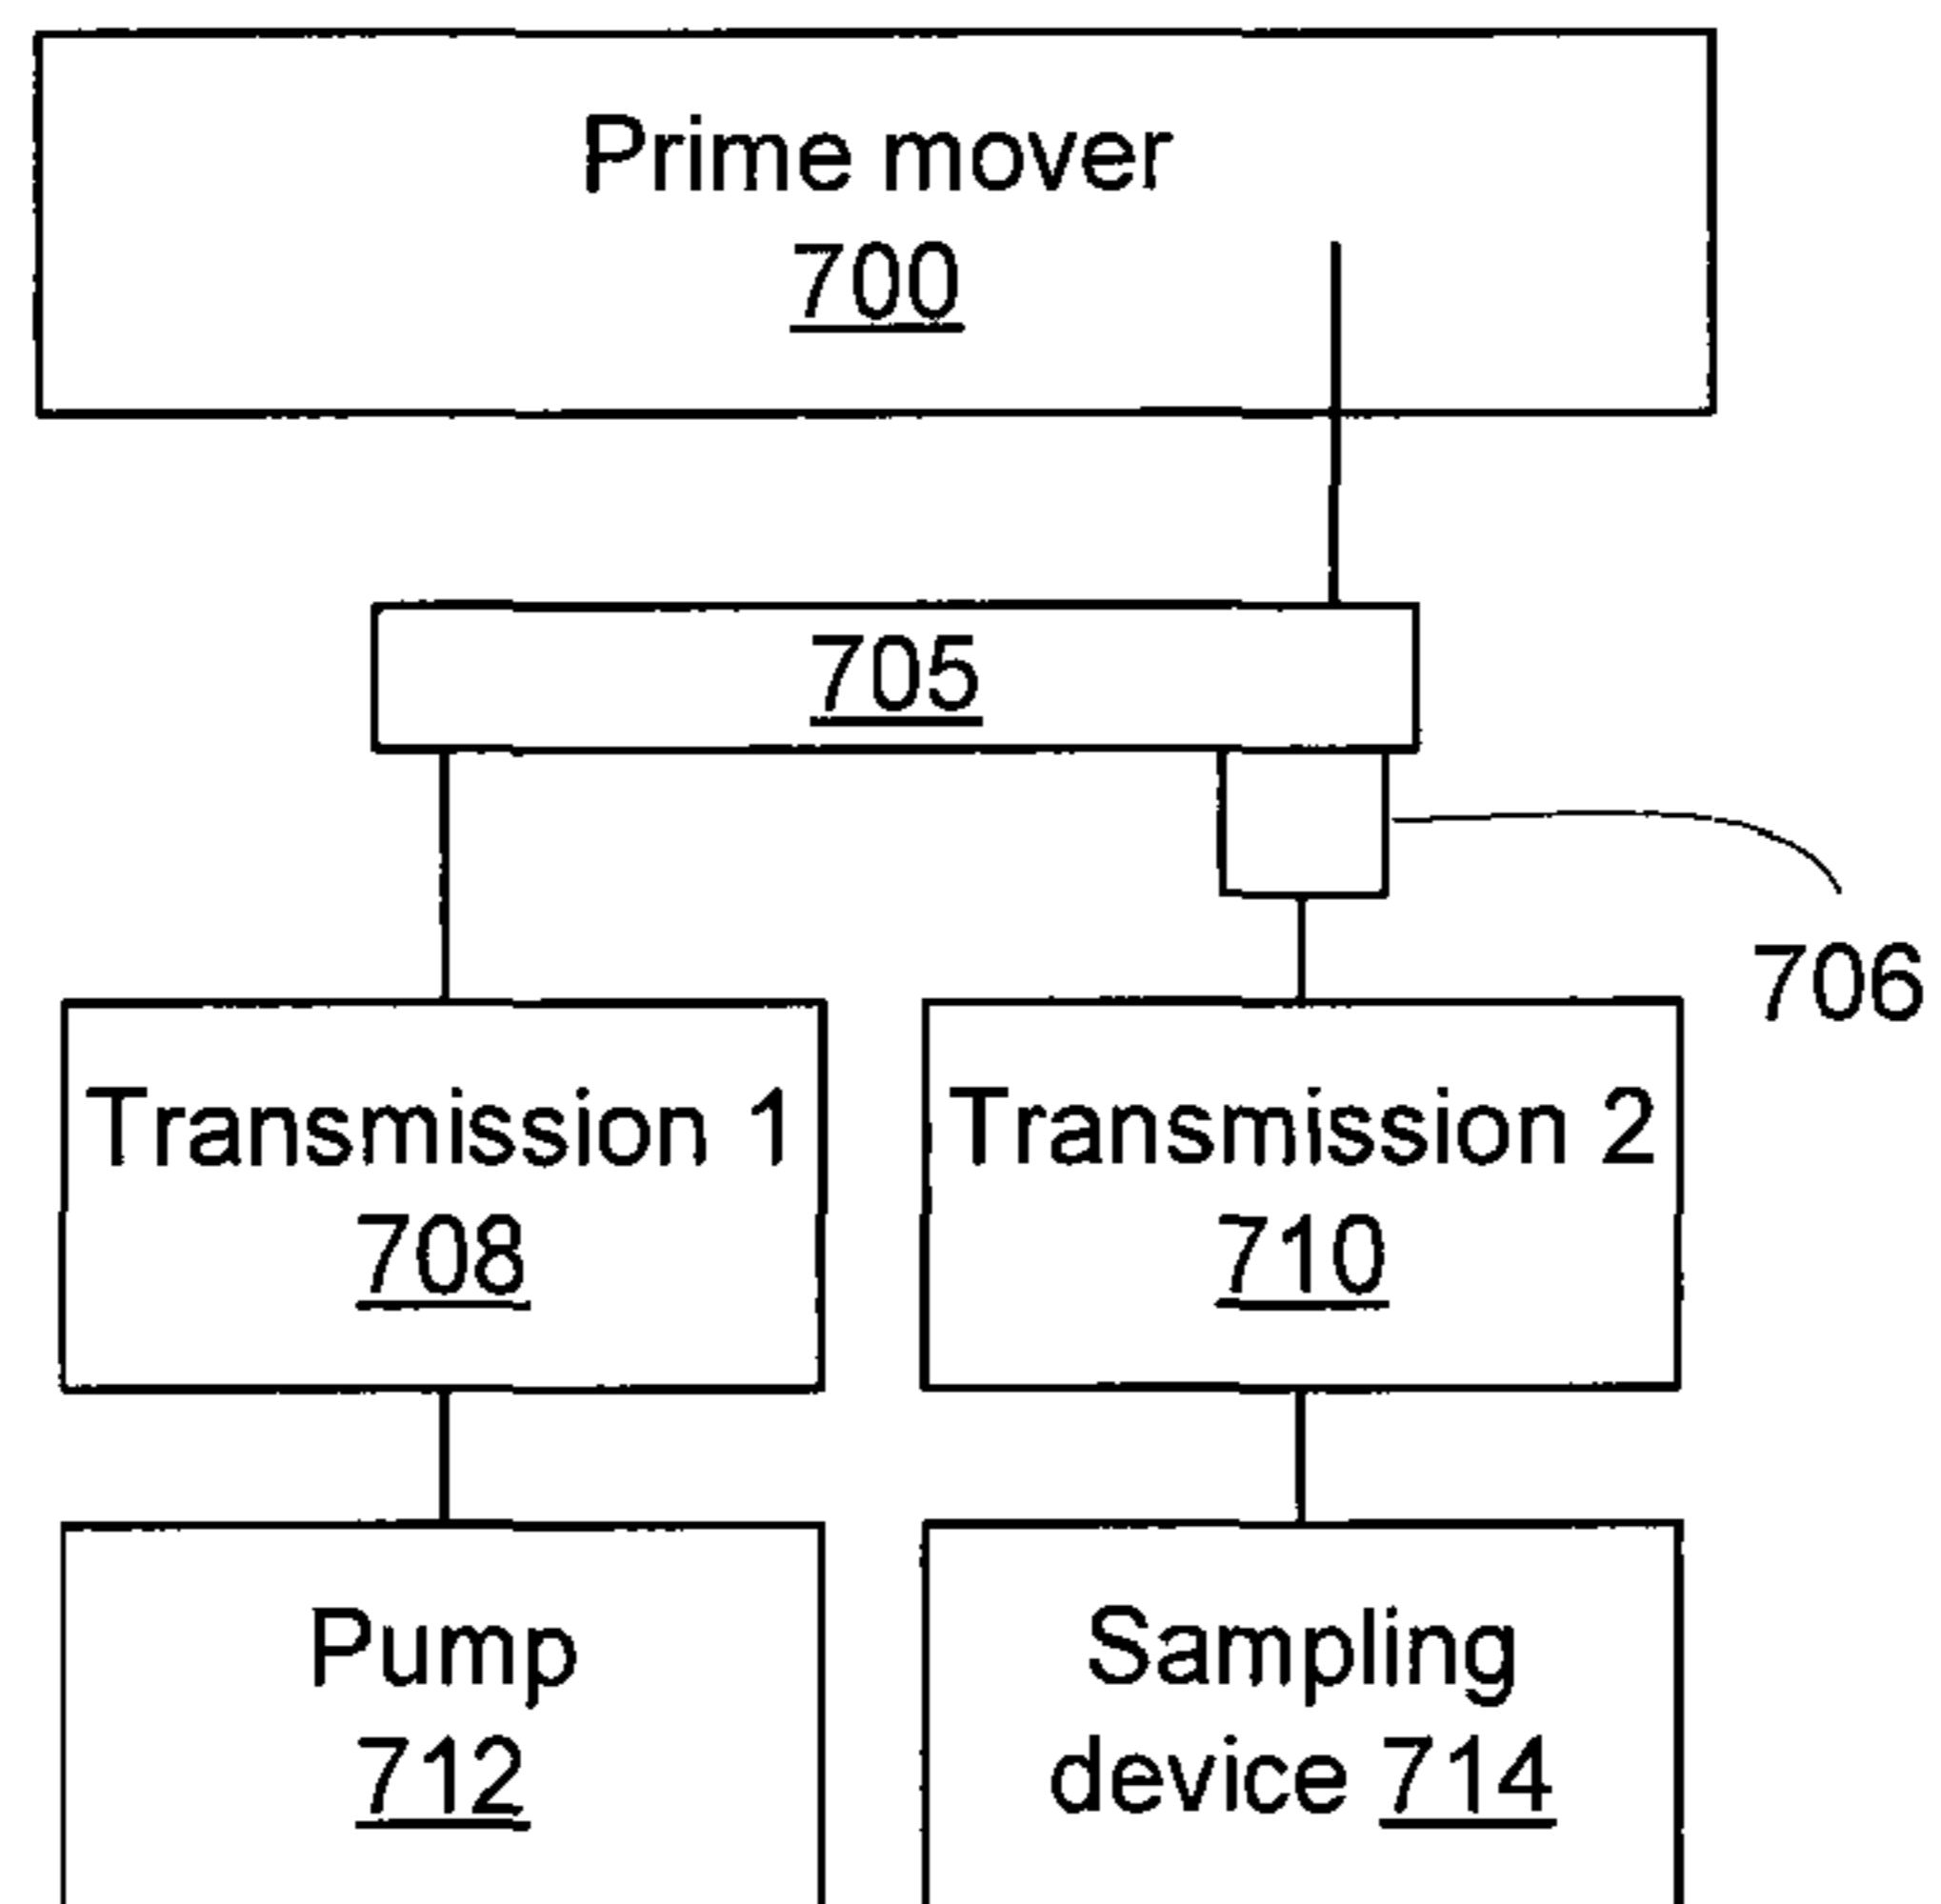 Prime mover
700
705
706
Transmission 1
708
Transmission 2
710
Pump
712
Sampling
device 714